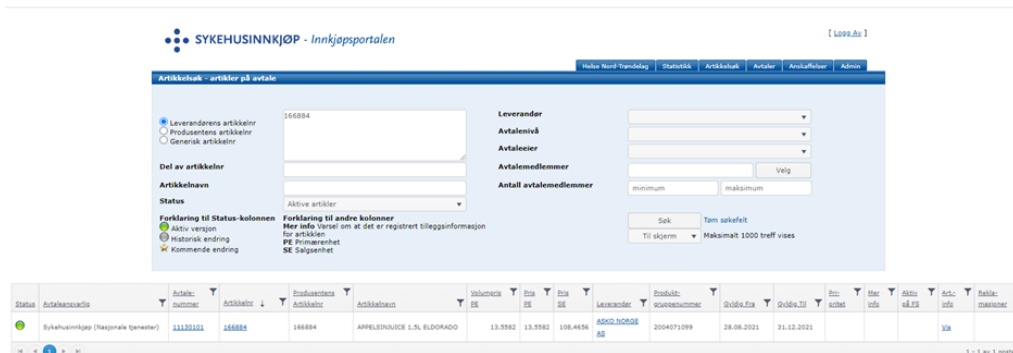 SYKEHUSINNKJØP - Innkjøpsportalen
[ Logg Av ]
Helse Nord-Trøndelag Statistikk Artikkelsøk Avtaler Anskaffelser Admin
Artikkelsøk - artikler på avtale
Leverandørens artikkelnr
Produsentens artikkelnr
Generisk artikkelnr
166884
Leverandør
Avtalenivå
Avtaleeier
Del av artikkelnr
Avtalemedlemmer
Velg
Artikkelnavn
Antall avtalemedlemmer
minimum
maksimum
Status
Aktive artikler
Forklaring til Status-kolonnen
Aktiv versjon
Historisk endring
Kommende endring
Forklaring til andre kolonner
Mer info Varsel om at det er registrert tilleggsinformasjon
for artikklen
PE Primærenhet
SE Salgsenhet
Søk
Tøm søkefelt
Til skjerm
Maksimalt 1000 treff vises
Status Avtaleansvarlig Avtale-nummer Artikkelnr ↓ Produsentens Artikkelnr Artikkelnavn Volumpris PE Pris PE Pris SE Leverandør Produkt-gruppenummer Gyldig Fra Gyldig Til Pri-oritet Mer info Aktiv på FS Art.-info Rekla-masjoner
Sykehusinnkjøp (Nasjonale tjenester) 11130101 166884 166884 APPELSINJUICE 1,5L ELDORADO 13,5582 13,5582 108,4656 ASKO NORGE AS 2004071099 28.08.2021 31.12.2021 Vis
1